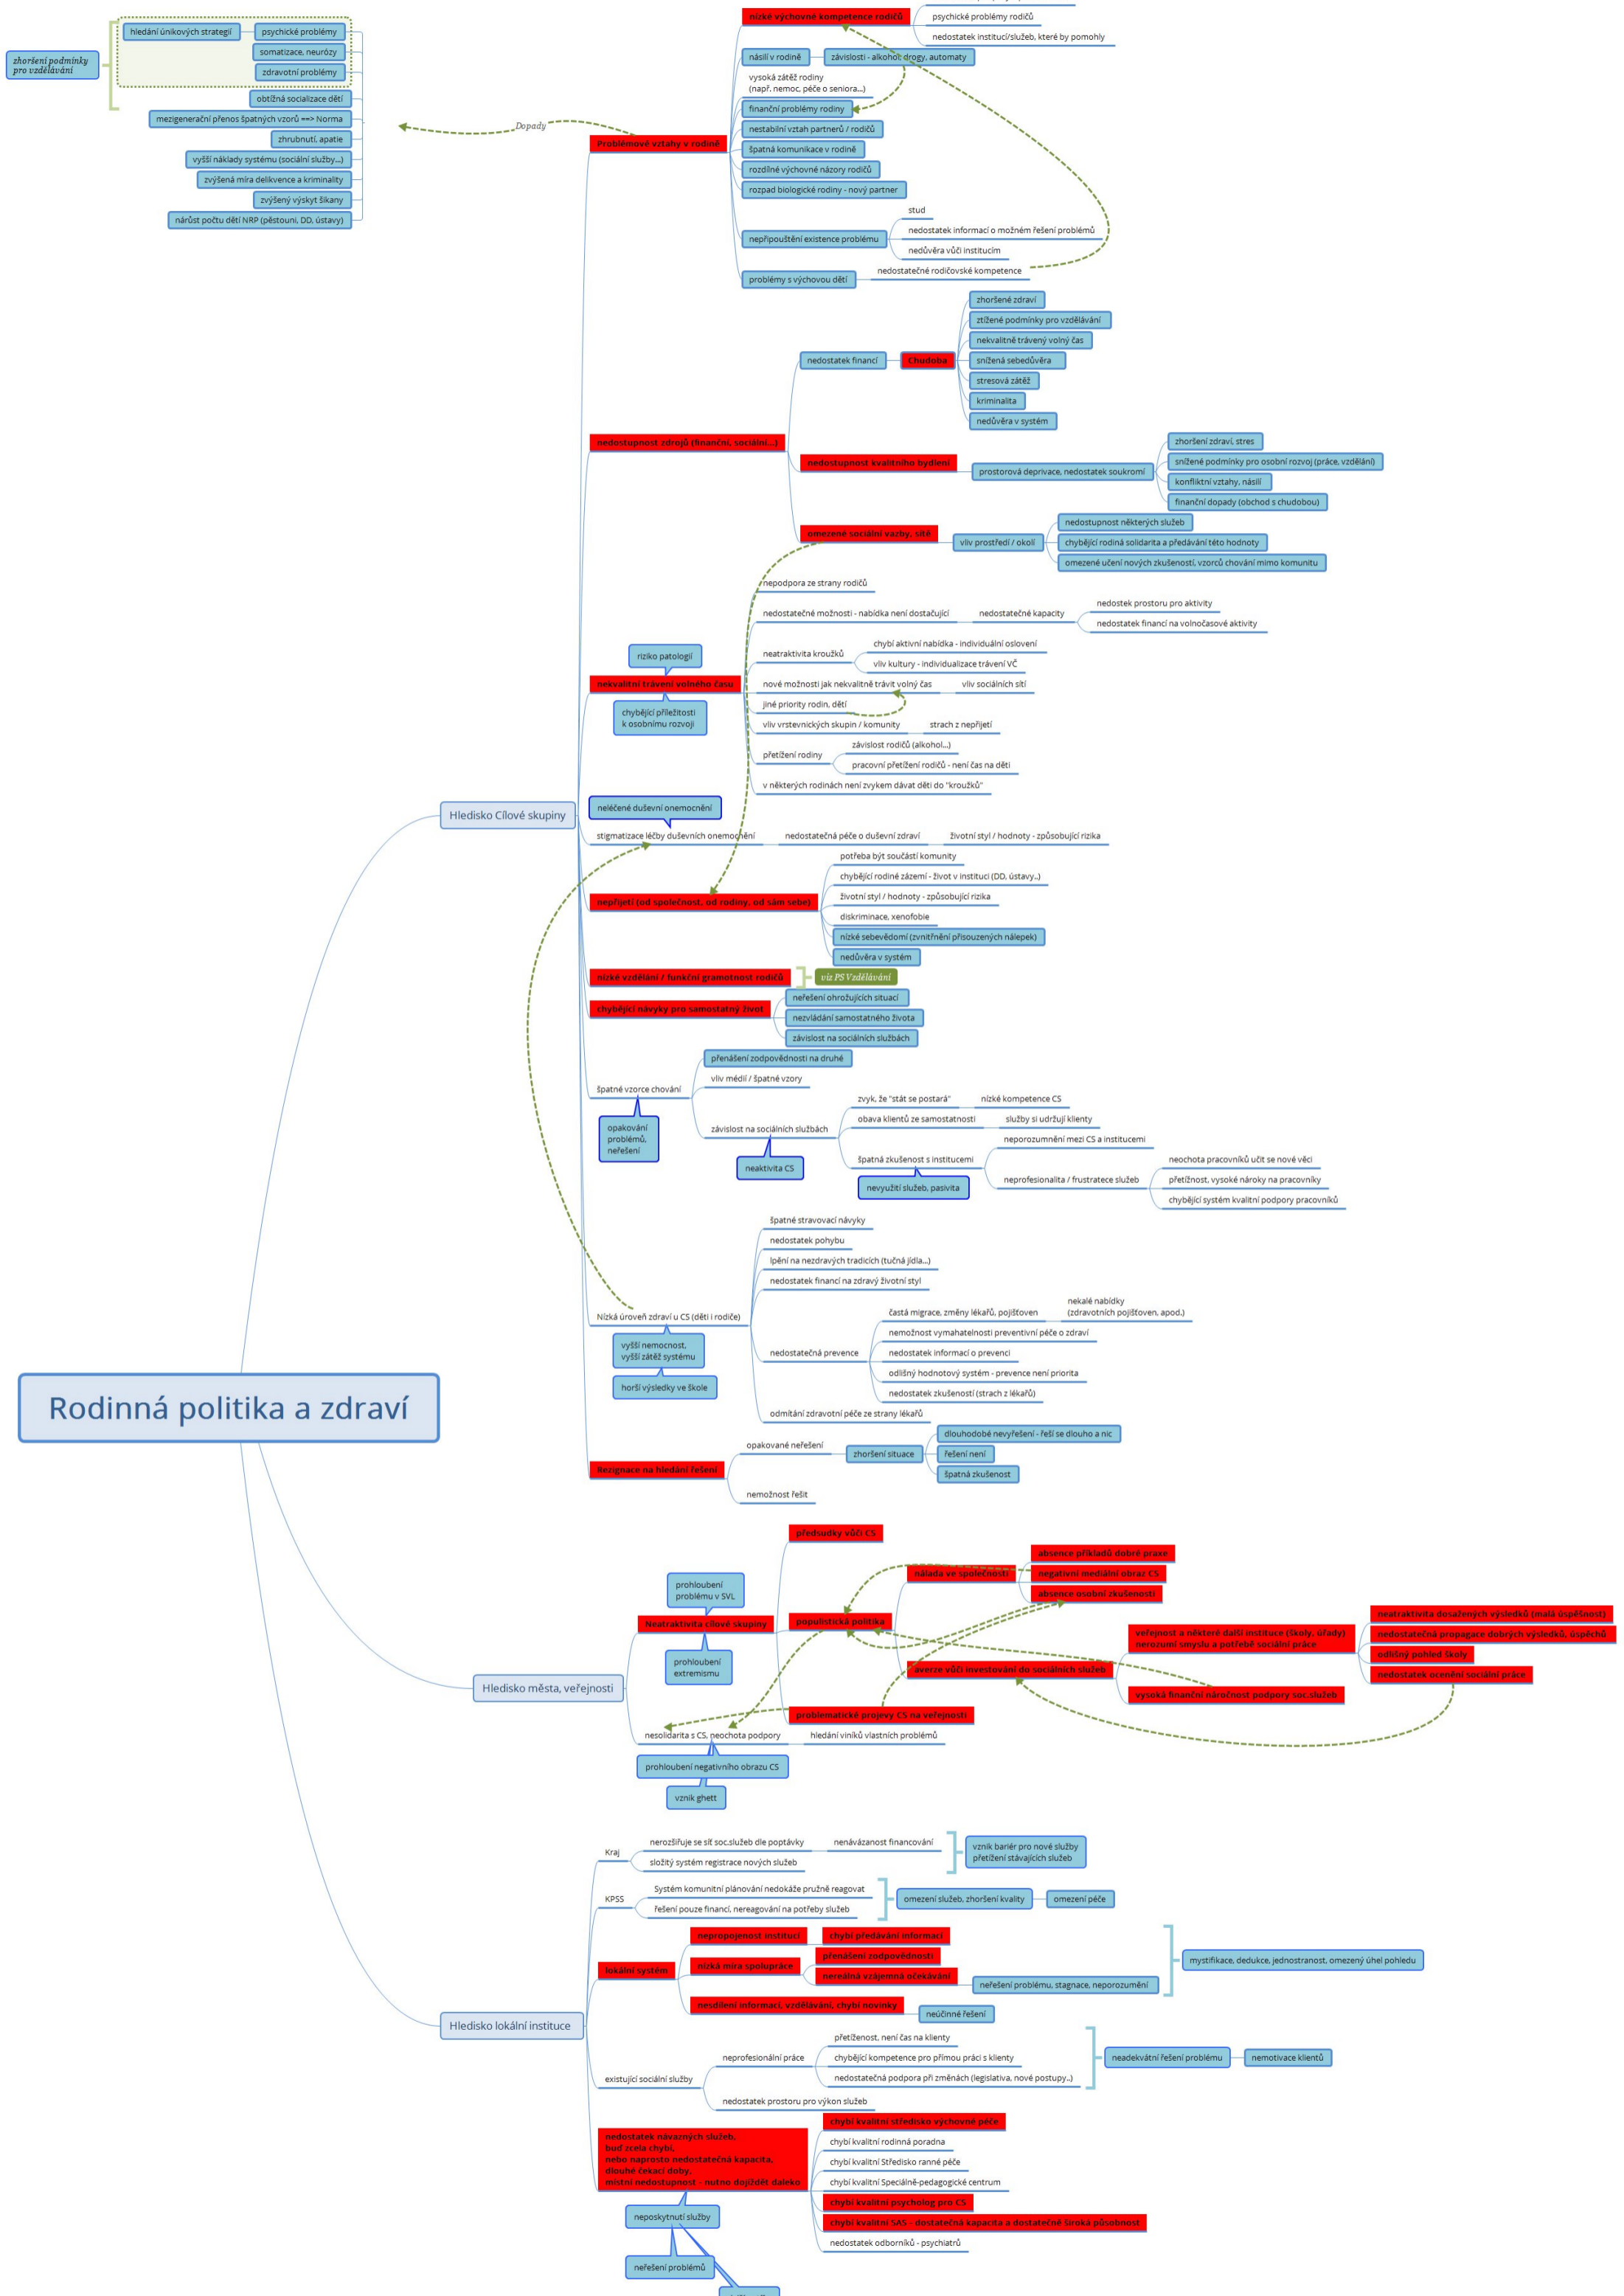 nízké výchovné kompetence rodičů
psychické problémy rodičů
nedostatek institucí/služeb, které by pomohly
hledání únikových strategií
psychické problémy
somatizace, neurózy
zdravotní problémy
zhoršení podmínky
pro vzdělávání
obtížná socializace dětí
mezigenerační přenos špatných vzorů ==> Norma
zhrubnutí, apatie
vyšší náklady systému (sociální služby...)
zvýšená míra delikvence a kriminality
zvýšený výskyt šikany
nárůst počtu dětí NRP (pěstouni, DD, ústavy)
Dopady
Problémové vztahy v rodině
násilí v rodině
závislosti - alkohol, drogy, automaty
vysoká zátěž rodiny
(např. nemoc, péče o seniora...)
finanční problémy rodiny
nestabilní vztah partnerů / rodičů
špatná komunikace v rodině
rozdílné výchovné názory rodičů
rozpad biologické rodiny - nový partner
nepřipouštění existence problému
stud
nedostatek informací o možném řešení problémů
nedůvěra vůči institucím
problémy s výchovou dětí
nedostatečné rodičovské kompetence
nedostupnost zdrojů (finanční, sociální...)
nedostatek financí
Chudoba
zhoršené zdraví
ztížené podmínky pro vzdělávání
nekvalitně trávený volný čas
snížená sebedůvěra
stresová zátěž
kriminalita
nedůvěra v systém
nedostupnost kvalitního bydlení
prostorová deprivace, nedostatek soukromí
zhoršení zdraví, stres
snížené podmínky pro osobní rozvoj (práce, vzdělání)
konfliktní vztahy, násilí
finanční dopady (obchod s chudobou)
omezené sociální vazby, sítě
vliv prostředí / okolí
nedostupnost některých služeb
chybějící rodiná solidarita a předávání této hodnoty
omezené učení nových zkušeností, vzorců chování mimo komunitu
riziko patologií
nekvalitní trávení volného času
chybějící příležitosti
k osobnímu rozvoji
nepodpora ze strany rodičů
nedostatečné možnosti - nabídka není dostačující
nedostatečné kapacity
nedostek prostoru pro aktivity
nedostatek financí na volnočasové aktivity
neatraktivita kroužků
chybí aktivní nabídka - individuální oslovení
vliv kultury - individualizace trávení VČ
nové možnosti jak nekvalitně trávit volný čas
vliv sociálních sítí
jiné priority rodin, dětí
vliv vrstevnických skupin / komunity
strach z nepřijetí
přetížení rodiny
závislost rodičů (alkohol...)
pracovní přetížení rodičů - není čas na děti
v některých rodinách není zvykem dávat děti do "kroužků"
Hledisko Cílové skupiny
neléčené duševní onemocnění
stigmatizace léčby duševních onemocnění
nedostatečná péče o duševní zdraví
životní styl / hodnoty - způsobující rizika
nepřijetí (od společnost, od rodiny, od sám sebe)
potřeba být součástí komunity
chybějící rodiné zázemí - život v instituci (DD, ústavy..)
životní styl / hodnoty - způsobující rizika
diskriminace, xenofobie
nízké sebevědomí (zvnitřnění přisouzených nálepek)
nedůvěra v systém
nízké vzdělání / funkční gramotnost rodičů
viz PS Vzdělávání
chybějící návyky pro samostatný život
neřešení ohrožujících situací
nezvládání samostatného života
závislost na sociálních službách
špatné vzorce chování
opakování
problémů,
neřešení
přenášení zodpovědnosti na druhé
vliv médií / špatné vzory
závislost na sociálních službách
neaktivita CS
zvyk, že "stát se postará"
nízké kompetence CS
obava klientů ze samostatnosti
služby si udržují klienty
špatná zkušenost s institucemi
nevyužití služeb, pasivita
neporozumnění mezi CS a institucemi
neprofesionalita / frustratece služeb
neochota pracovníků učit se nové věci
přetížnost, vysoké nároky na pracovníky
chybějící systém kvalitní podpory pracovníků
Nízká úroveň zdraví u CS (děti i rodiče)
vyšší nemocnost,
vyšší zátěž systému
horší výsledky ve škole
špatné stravovací návyky
nedostatek pohybu
lpění na nezdravých tradicích (tučná jídla...)
nedostatek financí na zdravý životní styl
nedostatečná prevence
častá migrace, změny lékařů, pojišťoven
nekalé nabídky
(zdravotních pojišťoven, apod.)
nemožnost vymahatelnosti preventivní péče o zdraví
nedostatek informací o prevenci
odlišný hodnotový systém - prevence není priorita
nedostatek zkušeností (strach z lékařů)
odmítání zdravotní péče ze strany lékařů
Rezignace na hledání řešení
opakované neřešení
zhoršení situace
dlouhodobé nevyřešení - řeší se dlouho a nic
řešení není
špatná zkušenost
nemožnost řešit
Rodinná politika a zdraví
Hledisko města, veřejnosti
prohloubení
problému v SVL
Neatraktivita cílové skupiny
prohloubení
extremismu
předsudky vůči CS
populistická politika
nálada ve společnosti
absence příkladů dobré praxe
negativní mediální obraz CS
absence osobní zkušenosti
averze vůči investování do sociálních služeb
veřejnost a některé další instituce (školy, úřady)
nerozumí smyslu a potřebě sociální práce
neatraktivita dosažených výsledků (malá úspěšnost)
nedostatečná propagace dobrých výsledků, úspěchů
odlišný pohled školy
nedostatek ocenění sociální práce
vysoká finanční náročnost podpory soc.služeb
problematické projevy CS na veřejnosti
nesolidarita s CS, neochota podpory
hledání viníků vlastních problémů
prohloubení negativního obrazu CS
vznik ghett
Hledisko lokální instituce
Kraj
nerozšiřuje se síť soc.služeb dle poptávky
nenávázanost financování
složitý systém registrace nových služeb
vznik bariér pro nové služby
přetížení stávajících služeb
KPSS
Systém komunitní plánování nedokáže pružně reagovat
řešení pouze financí, nereagování na potřeby služeb
omezení služeb, zhoršení kvality
omezení péče
lokální systém
nepropojenost institucí
chybí předávání informací
nízká míra spolupráce
přenášení zodpovědnosti
nereálná vzájemná očekávání
neřešení problému, stagnace, neporozumění
nesdílení informací, vzdělávání, chybí novinky
neúčinné řešení
mystifikace, dedukce, jednostranost, omezený úhel pohledu
existující sociální služby
neprofesionální práce
přetíženost, není čas na klienty
chybějící kompetence pro přímou práci s klienty
nedostatečná podpora při změnách (legislativa, nové postupy..)
nedostatek prostoru pro výkon služeb
neadekvátní řešení problému
nemotivace klientů
nedostatek návazných služeb,
buď zcela chybí,
nebo naprosto nedostatečná kapacita,
dlouhé čekací doby,
místní nedostupnost - nutno dojíždět daleko
chybí kvalitní středisko výchovné péče
chybí kvalitní rodinná poradna
chybí kvalitní Středisko ranné péče
chybí kvalitní Speciálně-pedagogické centrum
chybí kvalitní psycholog pro CS
chybí kvalitní SAS - dostatečná kapacita a dostatečně široká působnost
nedostatek odborníků - psychiatrů
neposkytnutí služby
neřešení problémů